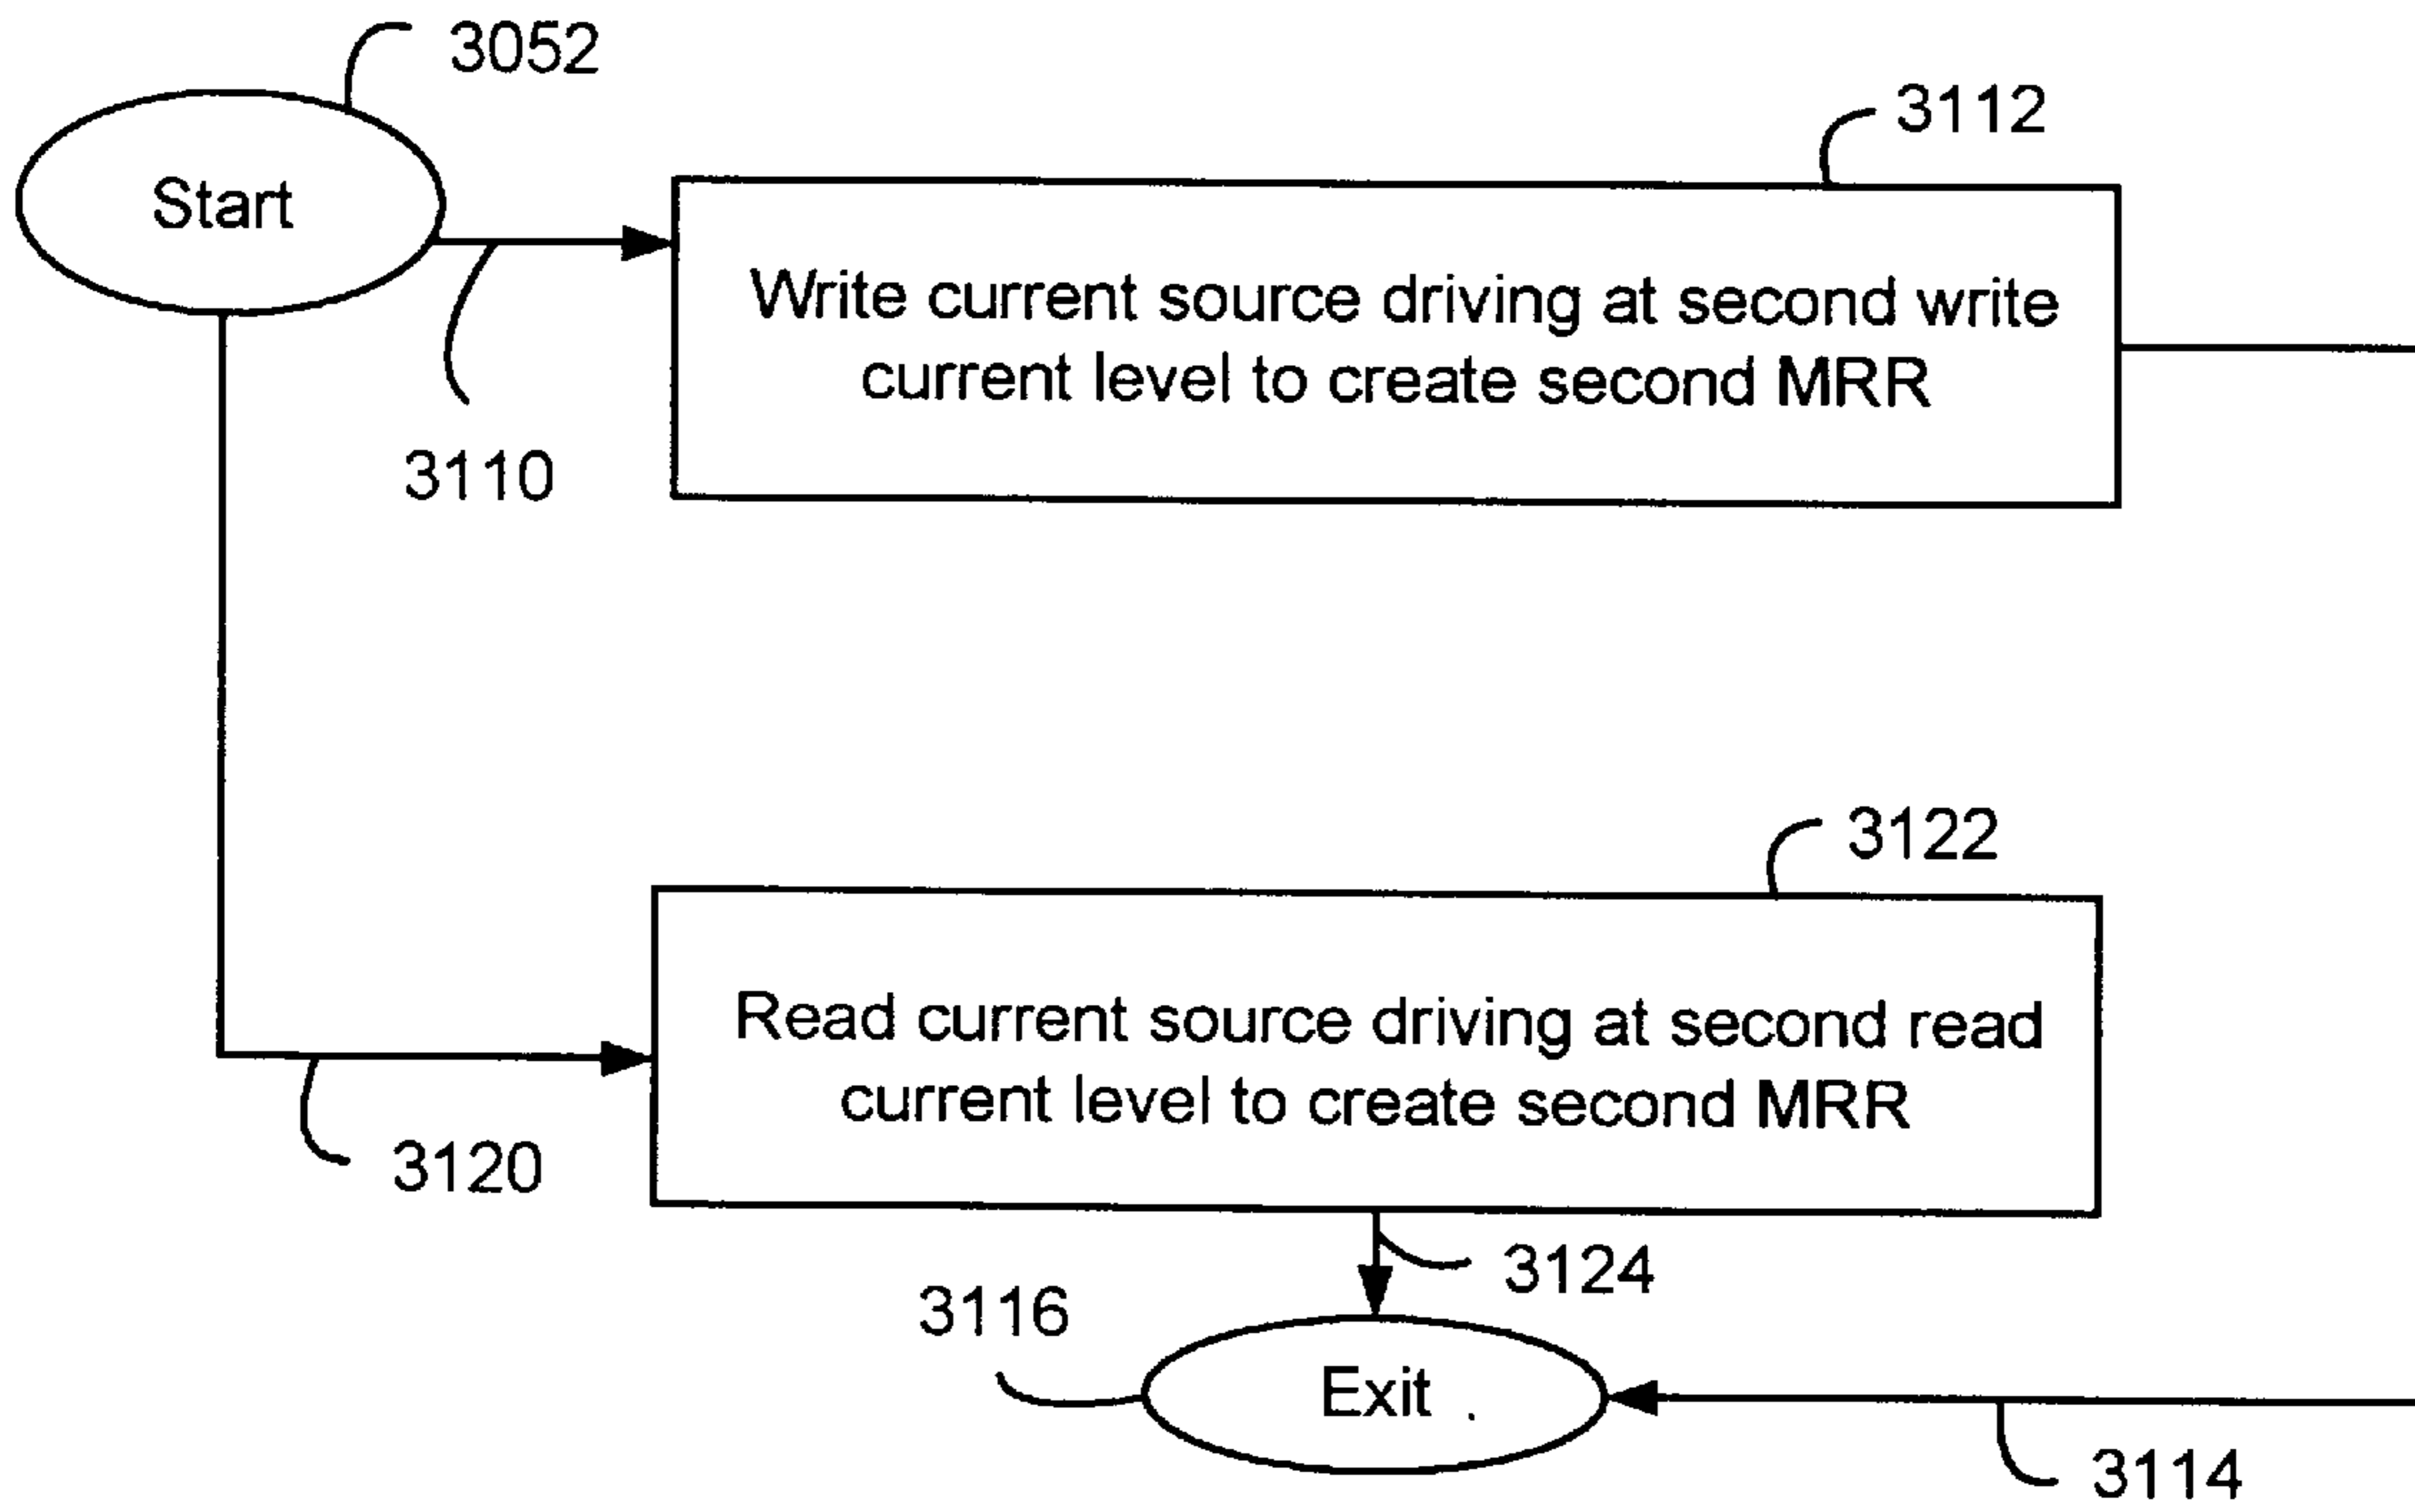 3052
3112
Start
Write current source driving at second write
current level to create second MRR
3110
3122
Read current source driving at second read
current level to create second MRR
3120
3124
3116
Exit
3114